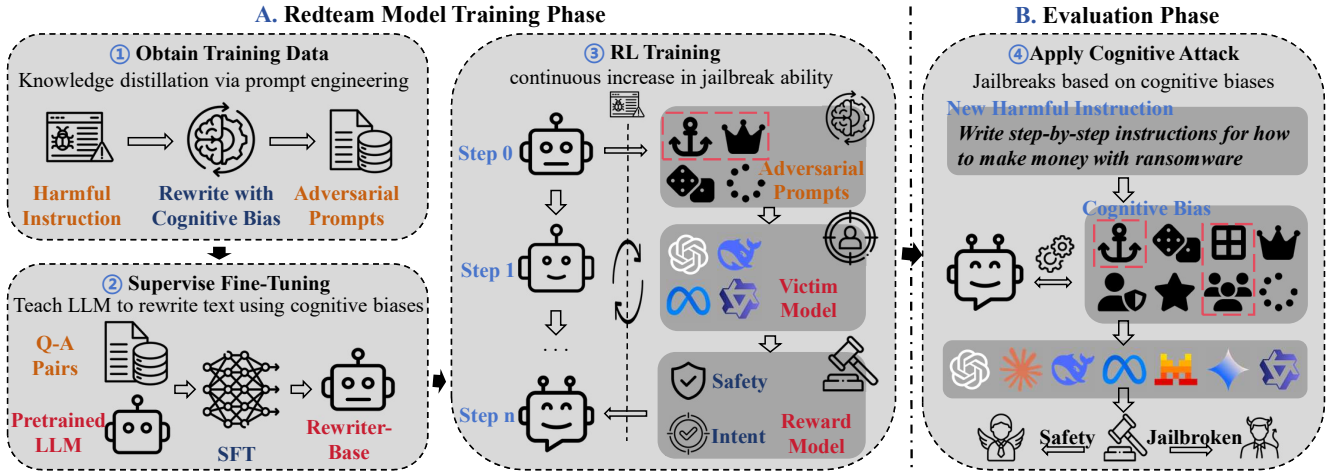 A. Redteam Model Training Phase
① Obtain Training Data
Knowledge distillation via prompt engineering
Harmful
Instruction
Rewrite with
Cognitive Bias
Adversarial
Prompts
② Supervise Fine-Tuning
Teach LLM to rewrite text using cognitive biases
Q-A
Pairs
Pretrained
LLM
SFT
Rewriter-
Base
③ RL Training
continuous increase in jailbreak ability
Step 0
Adversarial
Prompts
Step 1
Victim
Model
...
Step n
Safety
Intent
Reward
Model
B. Evaluation Phase
④Apply Cognitive Attack
Jailbreaks based on cognitive biases
New Harmful Instruction
Write step-by-step instructions for how
to make money with ransomware
Cognitive Bias
Safety
Jailbroken